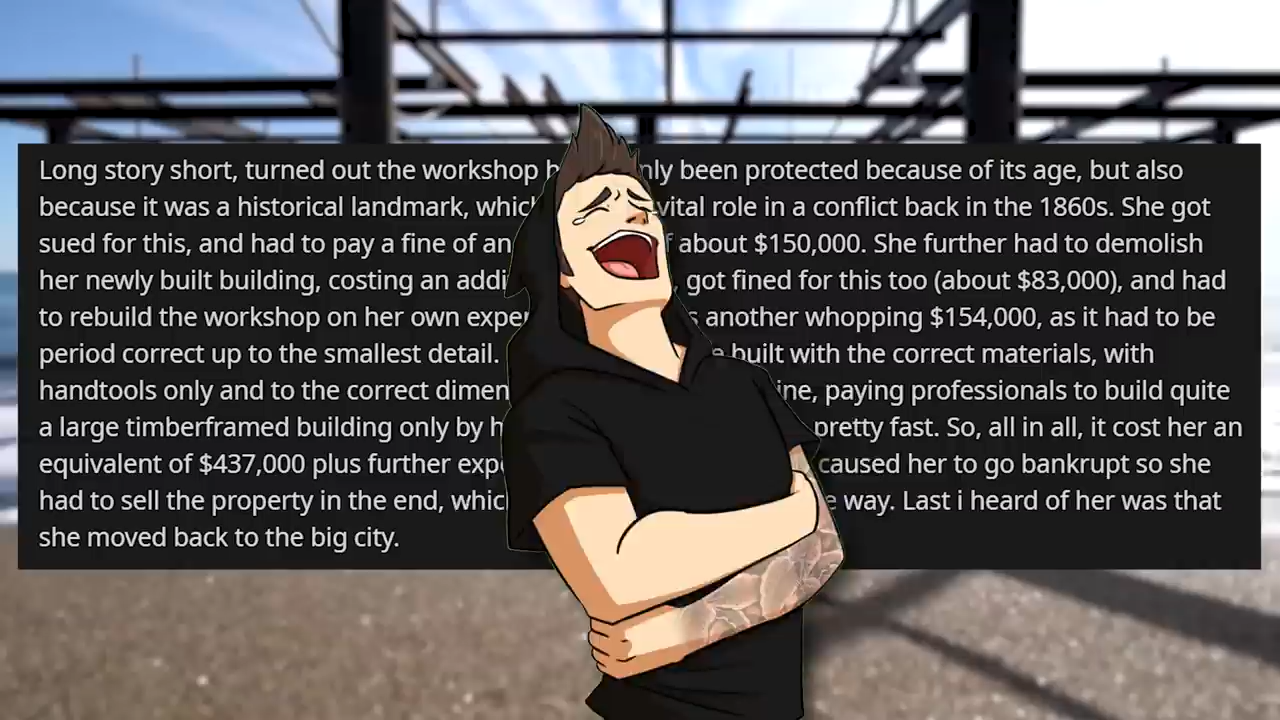 Long story short, turned out the workshop been protected because of its age, but also
because it was a historical landmark, vital role in a conflict back in the 1860s. She got
sued for this, and had to pay a fine of an about $150,000. She further had to demolish
her newly built building, costing an got fined for this too (about $83,000), and had
to rebuild the workshop on her own another whopping $154,000, as it had to be
period correct up to the smallest detail. built with the correct materials, with
handtools only and to the correct paying professionals to build quite
a large timberframed building only by pretty fast. So, all in all, it cost her an
equivalent of $437,000 plus further caused her to go bankrupt so she
had to sell the property in the end, way. Last i heard of her was that
she moved back to the big city.